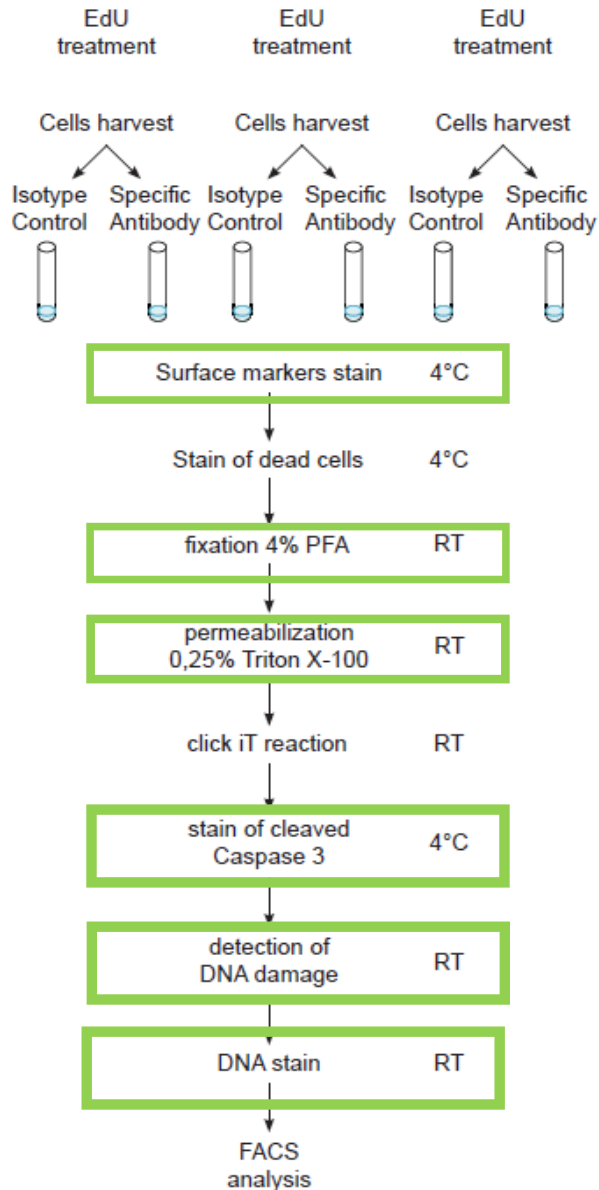 EdU EdU EdU
treatment treatment treatment
Cells harvest Cells harvest Cells harvest
Isotype Specific Isotype Specific Isotype Specific
Control Antibody Control Antibody Control Antibody
Surface markers stain 4°C
Stain of dead cells 4°C
fixation 4% PFA RT
permeabilization
0,25% Triton X-100 RT
click iT reaction RT
stain of cleaved
Caspase 3 4°C
detection of
DNA damage RT
DNA stain RT
FACS
analysis